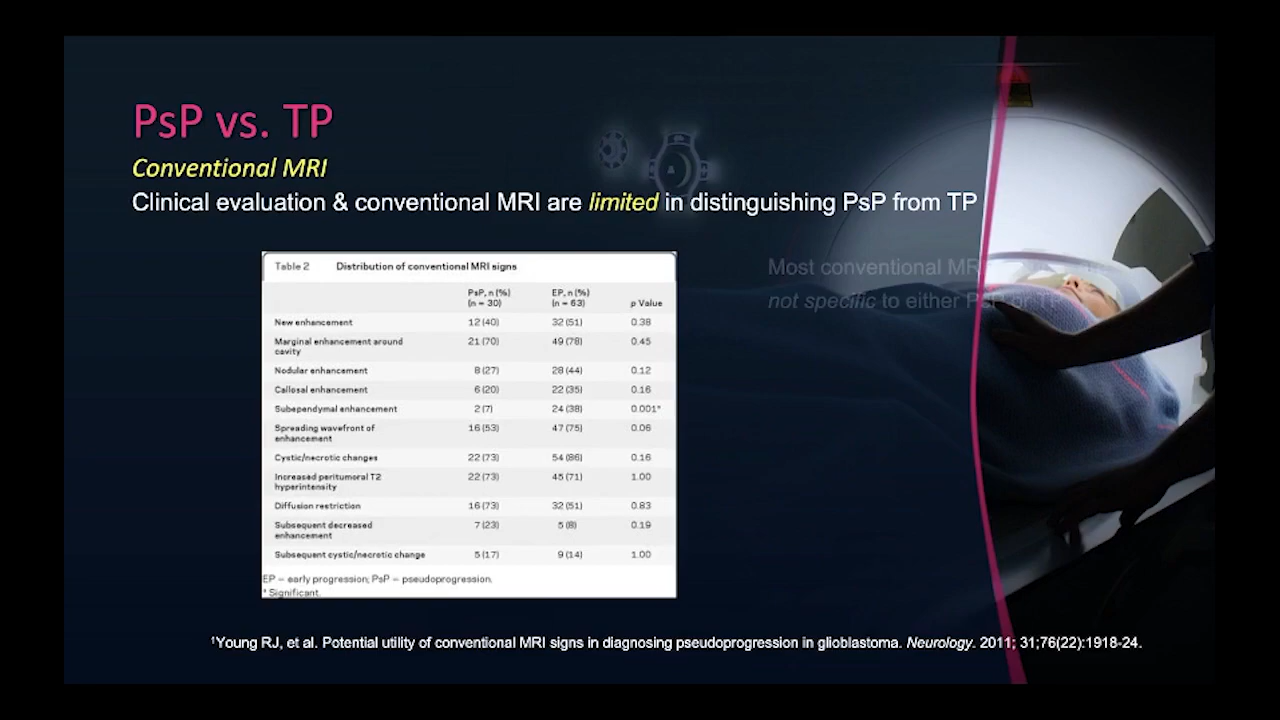 PsP vs. TP
Conventional MRI
Clinical evaluation & conventional MRI are limited in distinguishing PsP from TP
Table 2 Distribution of conventional MRI signs
PsP, n (%) EP, n (%)
(n = 30) (n = 63) p Value
New enhancement 12 (40) 32 (51) 0.38
Marginal enhancement around 21 (70) 49 (78) 0.45
cavity
Nodular enhancement 8 (27) 28 (44) 0.12
Callosal enhancement 6 (20) 22 (35) 0.16
Subependymal enhancement 2 (7) 24 (38) 0.001*
Spreading wavefront of 16 (53) 47 (75) 0.06
enhancement
Cystic/necrotic changes 22 (73) 54 (86) 0.16
Increased peritumoral T2 22 (73) 45 (71) 1.00
hyperintensity
Diffusion restriction 16 (73) 32 (51) 0.83
Subsequent decreased 7 (23) 5 (8) 0.19
enhancement
Subsequent cystic/necrotic change 5 (17) 9 (14) 1.00
EP = early progression; PsP = pseudoprogression.
* Significant.
Most conventional MR
not specific to either PsP or TP
¹Young RJ, et al. Potential utility of conventional MRI signs in diagnosing pseudoprogression in glioblastoma. Neurology. 2011; 31;76(22):1918-24.